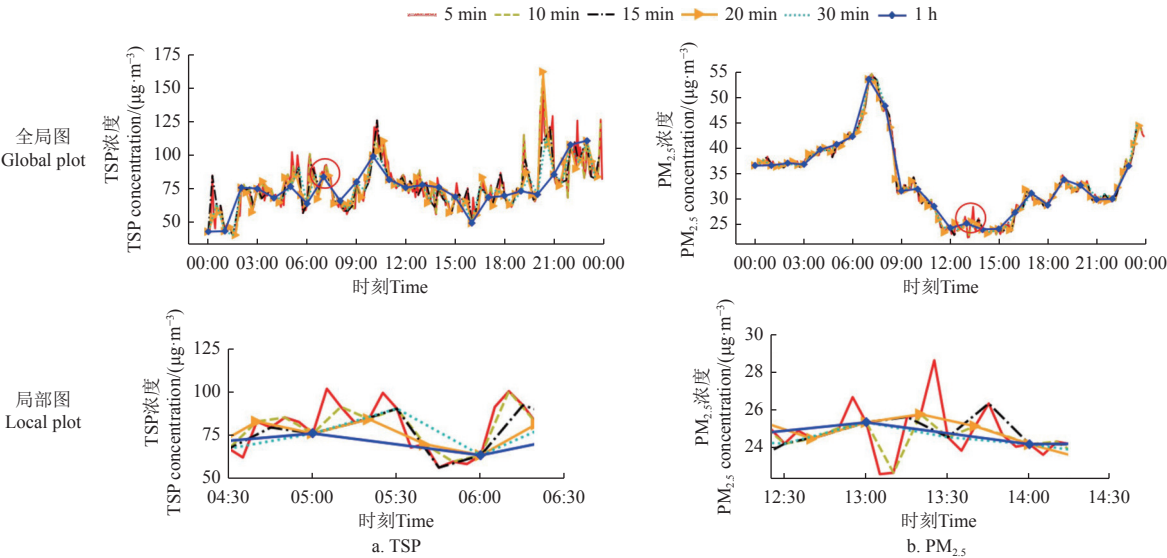 5 min 10 min 15 min 20 min 30 min 1 h
全局图
Global plot
TSP浓度
TSP concentration/(μg·m⁻³)
175
150
125
100
75
50
00:00 03:00 06:00 09:00 12:00 15:00 18:00 21:00 00:00
时刻Time
PM₂.₅浓度
PM₂.₅ concentration/(μg·m⁻³)
55
50
45
40
35
30
25
00:00 03:00 06:00 09:00 12:00 15:00 18:00 21:00 00:00
时刻Time
局部图
Local plot
TSP浓度
TSP concentration/(μg·m⁻³)
125
100
75
50
04:30 05:00 05:30 06:00 06:30
时刻Time
a. TSP
PM₂.₅浓度
PM₂.₅ concentration/(μg·m⁻³)
30
28
26
24
12:30 13:00 13:30 14:00 14:30
时刻Time
b. PM₂.₅